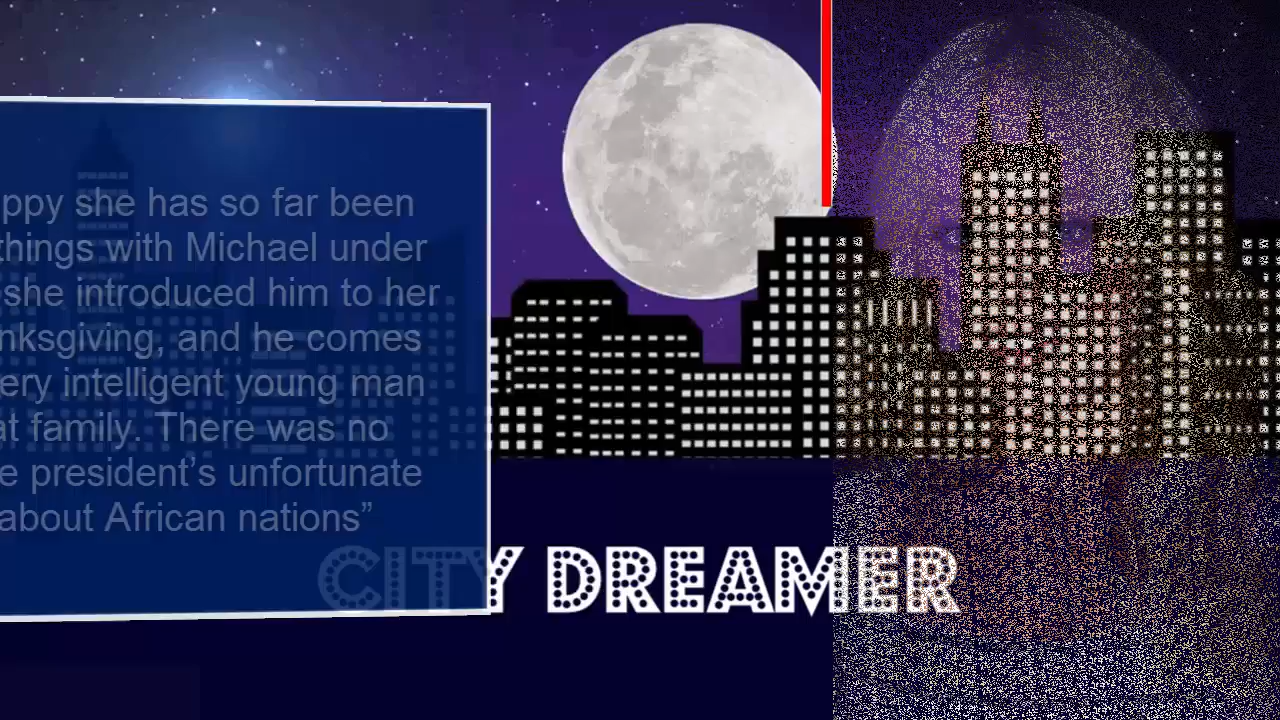 ppy she has so far been
things with Michael under
she introduced him to her
nksgiving, and he comes
ery intelligent young man
at family. There was no
e president’s unfortunate
about African nations”
CITY DREAMER